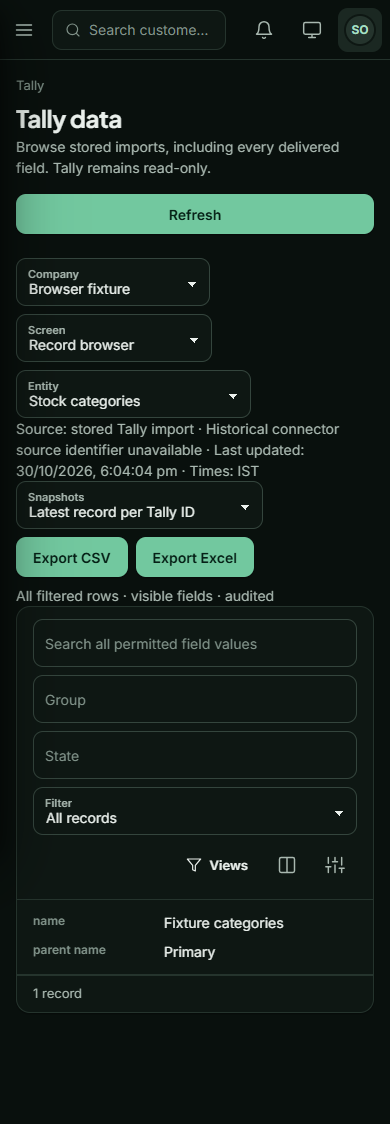 Search custome...
SO
Tally
Tally data
Browse stored imports, including every delivered
field. Tally remains read-only.
Refresh
Company
Browser fixture
Screen
Record browser
Entity
Stock categories
Source: stored Tally import · Historical connector
source identifier unavailable · Last updated:
30/10/2026, 6:04:04 pm · Times: IST
Snapshots
Latest record per Tally ID
Export CSV Export Excel
All filtered rows · visible fields · audited
Search all permitted field values
Group
State
Filter
All records
Views
name Fixture categories
parent name Primary
1 record